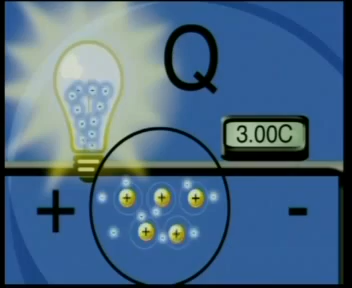 Q
3.00C
+ -
+ + +
+ +